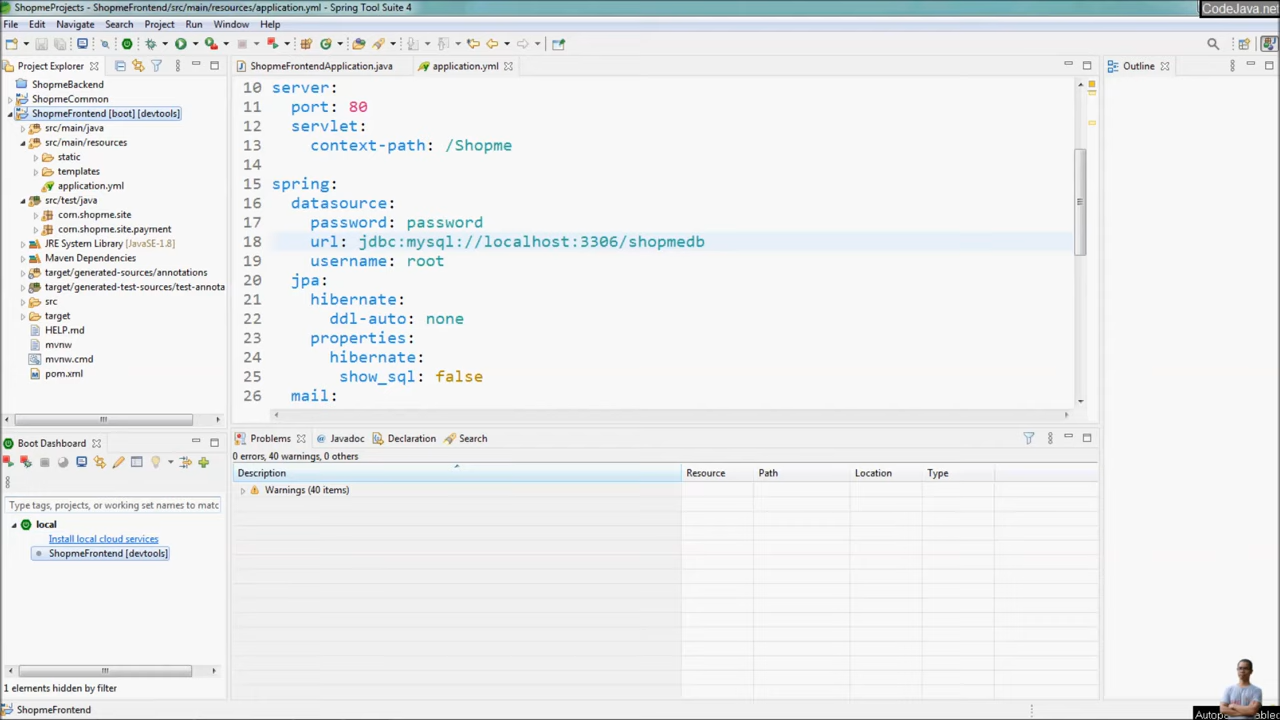 ShopmeProjects - ShopmeFrontend/src/main/resources/application.yml - Spring Tool Suite 4
CodeJava.net
File Edit Navigate Search Project Run Window Help
Project Explorer
ShopmeFrontendApplication.java
application.yml
Outline
ShopmeBackend
ShopmeCommon
ShopmeFrontend [boot] [devtools]
src/main/java
src/main/resources
static
templates
application.yml
src/test/java
com.shopme.site
com.shopme.site.payment
JRE System Library (JavaSE-1.8)
Maven Dependencies
target/generated-sources/annotations
target/generated-test-sources/test-annota
src
target
HELP.md
mvnw
mvnw.cmd
pom.xml
10 server:
11 port: 80
12 servlet:
13 context-path: /Shopme
14
15 spring:
16 datasource:
17 password: password
18 url: jdbc:mysql://localhost:3306/shopmedb
19 username: root
20 jpa:
21 hibernate:
22 ddl-auto: none
23 properties:
24 hibernate:
25 show_sql: false
26 mail:
Boot Dashboard
Type tags, projects, or working set names to matc
local
Install local cloud services
ShopmeFrontend [devtools]
1 elements hidden by filter
Problems
@ Javadoc
Declaration
Search
0 errors, 40 warnings, 0 others
Description Resource Path Location Type
Warnings (40 items)
ShopmeFrontend